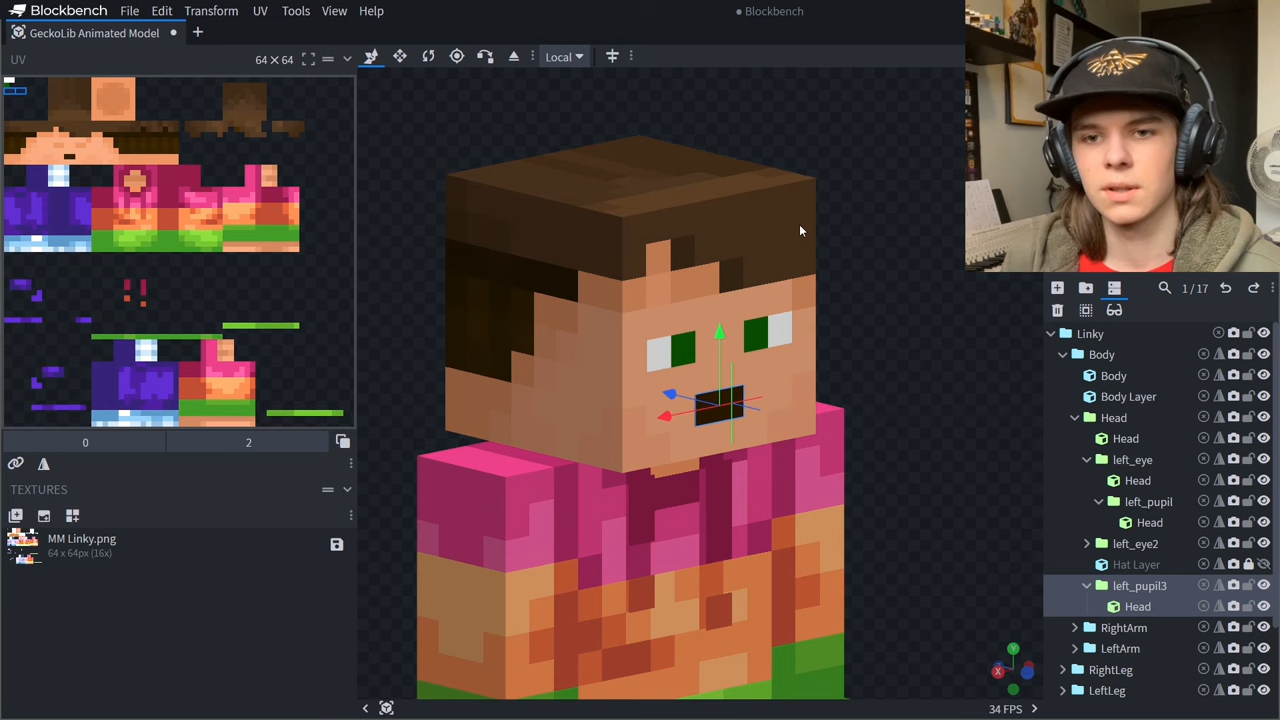 Blockbench File Edit Transform UV Tools View Help Blockbench
GeckoLib Animated Model
UV 64 × 64 Local
1 / 17
Linky
Body
Body
Body Layer
Head
Head
left_eye
Head
left_pupil
Head
left_eye2
Hat Layer
left_pupil3
Head
RightArm
LeftArm
RightLeg
LeftLeg
0 2
TEXTURES
MM Linky.png
64 x 64px (16x)
Y
X
34 FPS